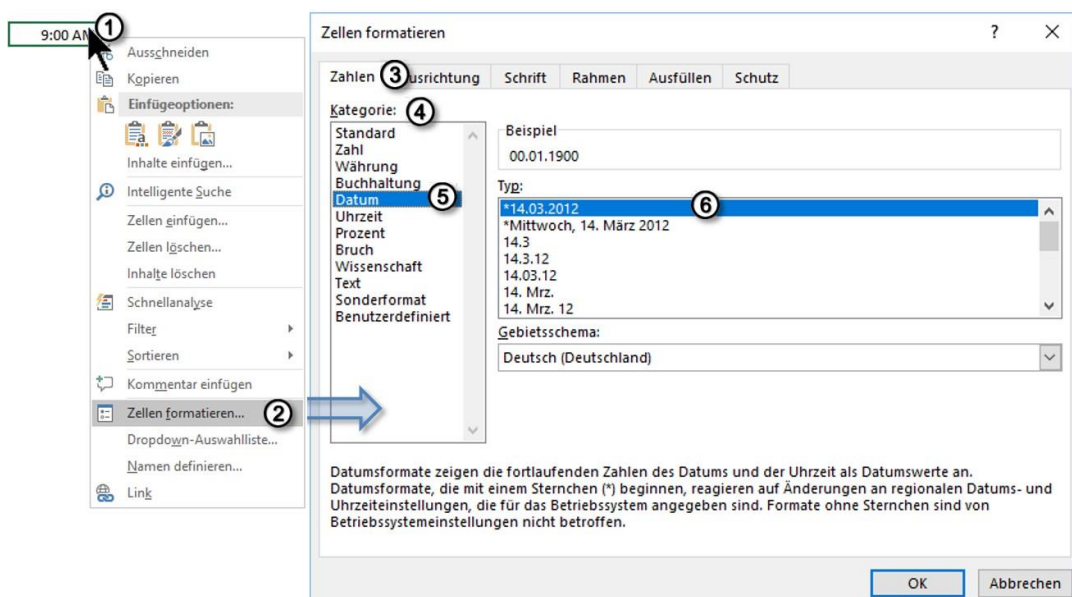 9:00 AM
1
Ausschneiden
Kopieren
Einfügeoptionen:
Inhalte einfügen...
Intelligente Suche
Zellen einfügen...
Zellen löschen...
Inhalte löschen
Schnellanalyse
Filter
Sortieren
Kommentar einfügen
Zellen formatieren... 2
Dropdown-Auswahlliste...
Namen definieren...
Link
Zellen formatieren ? X
Zahlen 3 Ausrichtung Schrift Rahmen Ausfüllen Schutz
Kategorie: 4
Standard
Zahl
Währung
Buchhaltung
Datum 5
Uhrzeit
Prozent
Bruch
Wissenschaft
Text
Sonderformat
Benutzerdefiniert
Beispiel
00.01.1900
Typ:
*14.03.2012 6
*Mittwoch, 14. März 2012
14.3
14.3.12
14.03.12
14. Mrz.
14. Mrz. 12
Gebietsschema:
Deutsch (Deutschland)
Datumsformate zeigen die fortlaufenden Zahlen des Datums und der Uhrzeit als Datumswerte an.
Datumsformate, die mit einem Sternchen (*) beginnen, reagieren auf Änderungen an regionalen Datums- und
Uhrzeiteinstellungen, die für das Betriebssystem angegeben sind. Formate ohne Sternchen sind von
Betriebssystemeinstellungen nicht betroffen.
OK Abbrechen